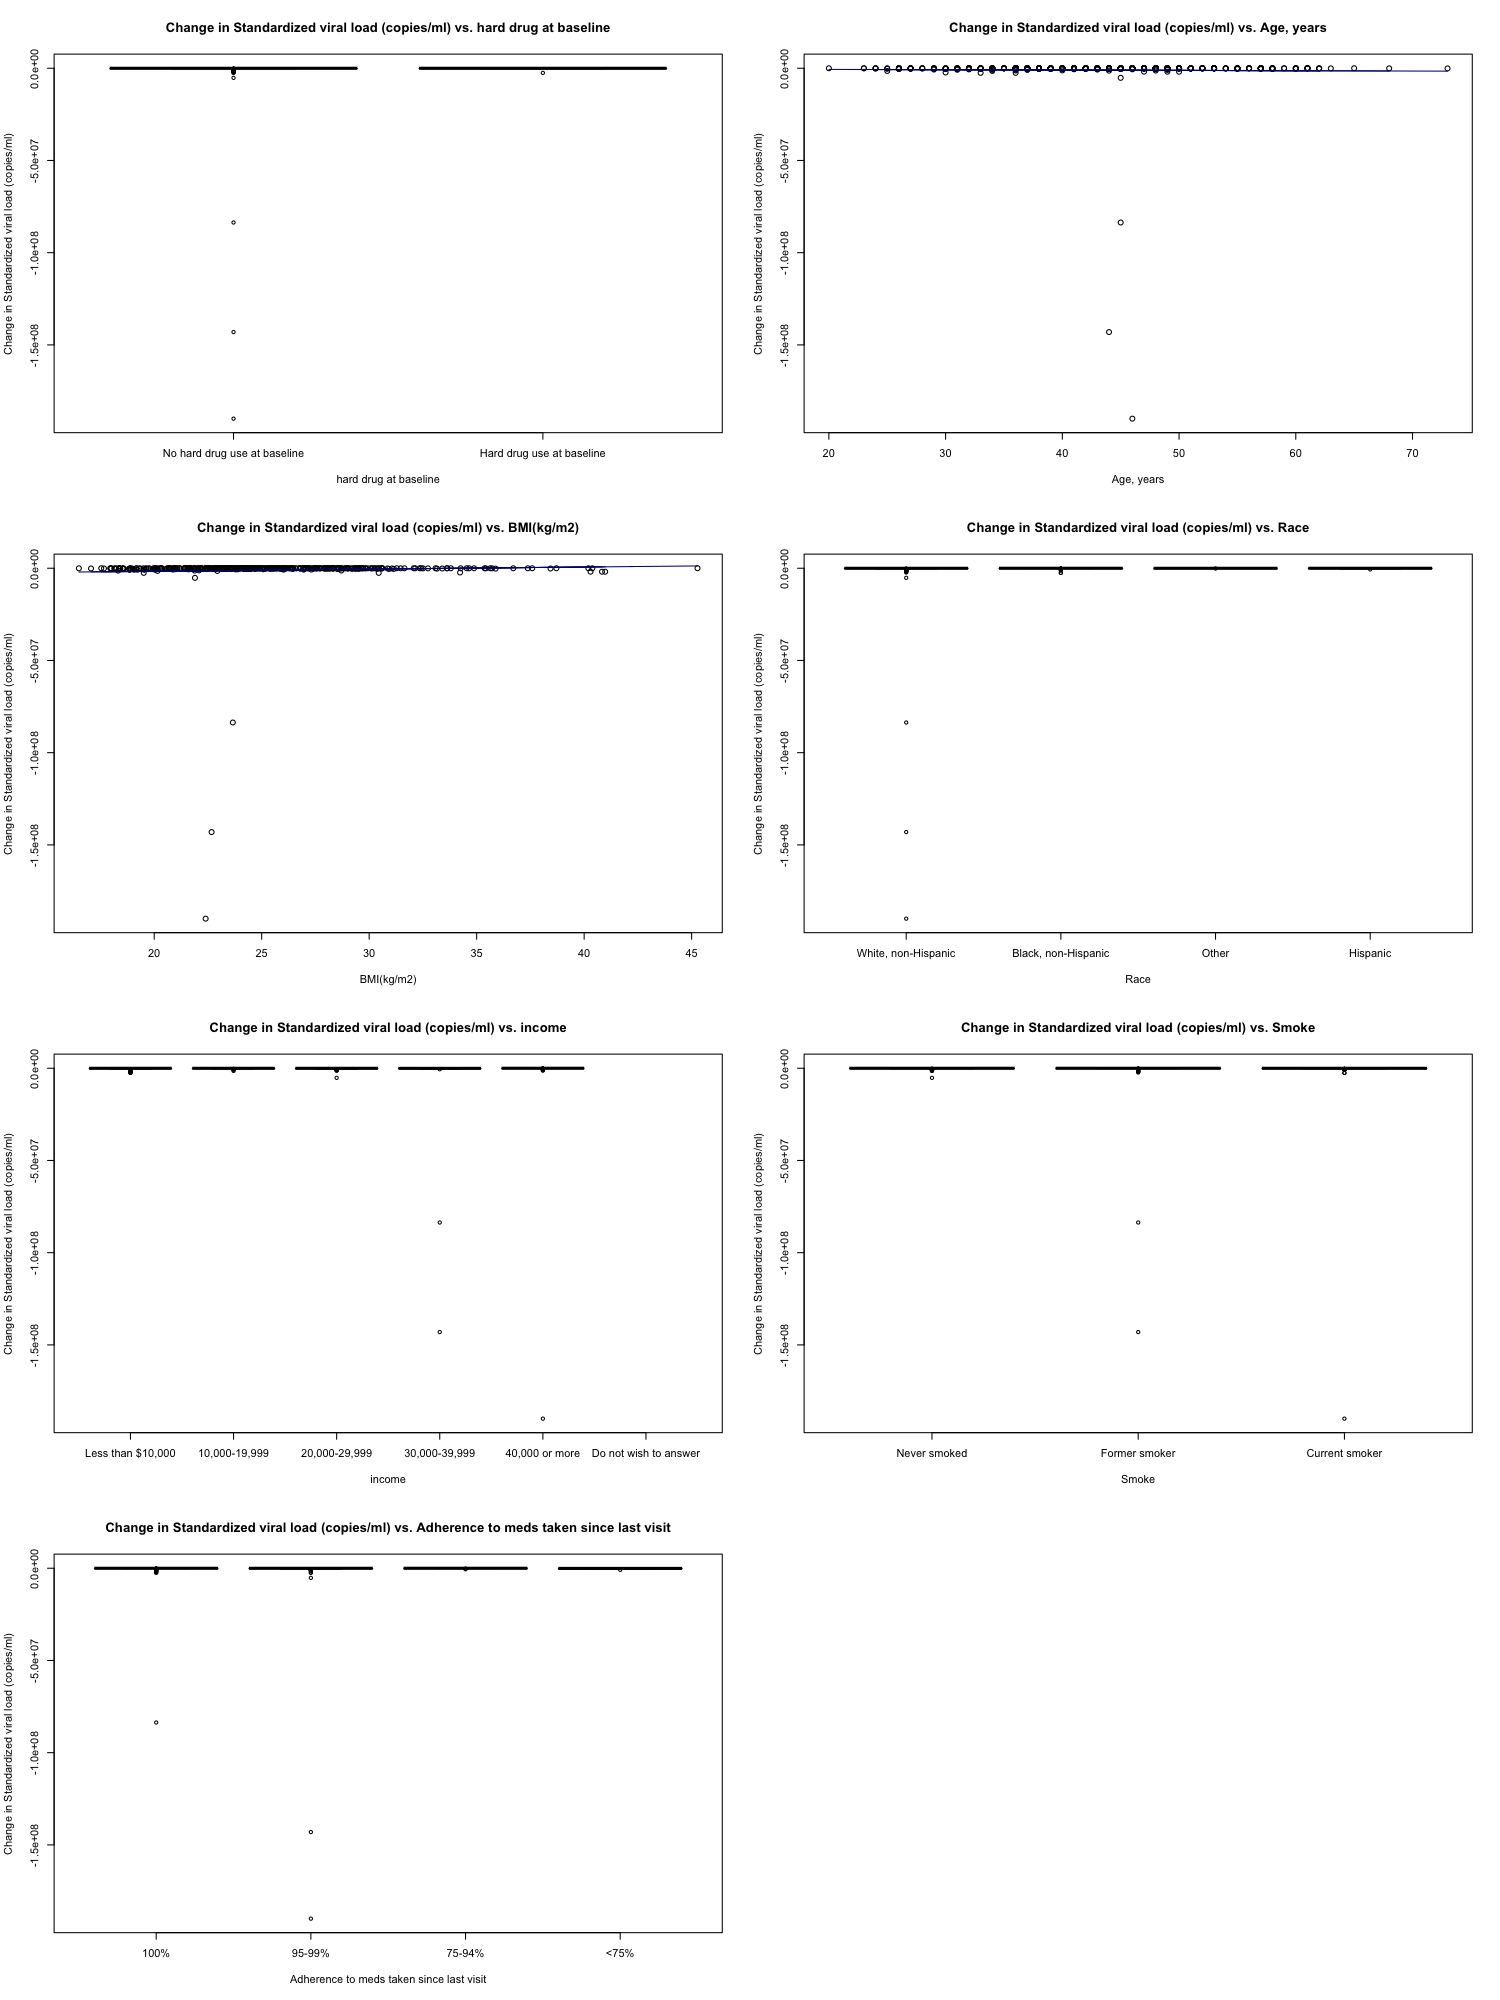 Change in Standardized viral load (copies/ml) vs. hard drug at baseline
Change in Standardized viral load (copies/ml)
0.0e+00
-5.0e+07
-1.0e+08
-1.5e+08
No hard drug use at baseline
Hard drug use at baseline
hard drug at baseline
Change in Standardized viral load (copies/ml) vs. Age, years
Change in Standardized viral load (copies/ml)
0.0e+00
-5.0e+07
-1.0e+08
-1.5e+08
20 30 40 50 60 70
Age, years
Change in Standardized viral load (copies/ml) vs. BMI(kg/m2)
Change in Standardized viral load (copies/ml)
0.0e+00
-5.0e+07
-1.0e+08
-1.5e+08
20 25 30 35 40 45
BMI(kg/m2)
Change in Standardized viral load (copies/ml) vs. Race
Change in Standardized viral load (copies/ml)
0.0e+00
-5.0e+07
-1.0e+08
-1.5e+08
White, non-Hispanic
Black, non-Hispanic
Other
Hispanic
Race
Change in Standardized viral load (copies/ml) vs. income
Change in Standardized viral load (copies/ml)
0.0e+00
-5.0e+07
-1.0e+08
-1.5e+08
Less than $10,000
10,000-19,999
20,000-29,999
30,000-39,999
40,000 or more
Do not wish to answer
income
Change in Standardized viral load (copies/ml) vs. Smoke
Change in Standardized viral load (copies/ml)
0.0e+00
-5.0e+07
-1.0e+08
-1.5e+08
Never smoked
Former smoker
Current smoker
Smoke
Change in Standardized viral load (copies/ml) vs. Adherence to meds taken since last visit
Change in Standardized viral load (copies/ml)
0.0e+00
-5.0e+07
-1.0e+08
-1.5e+08
100%
95-99%
75-94%
<75%
Adherence to meds taken since last visit